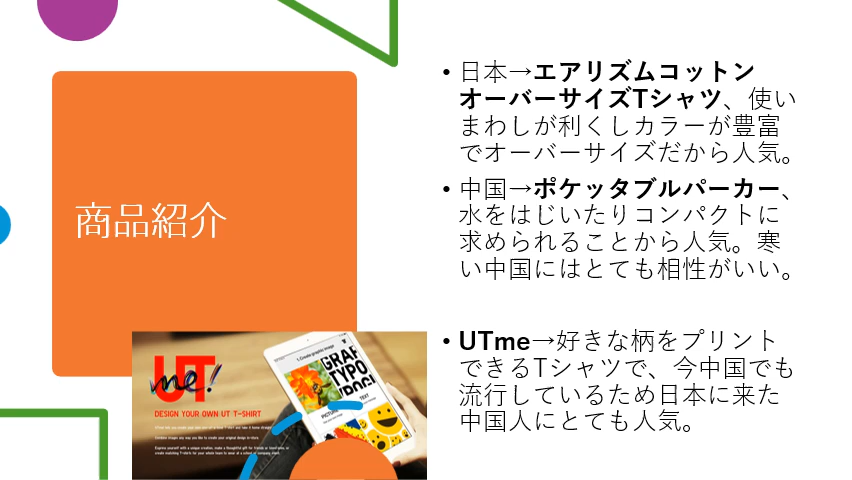 商品紹介
• 日本→エアリズムコットン
オーバーサイズTシャツ、使い
まわしが利くしカラーが豊富
でオーバーサイズだから人気。
• 中国→ポケッタブルパーカー、
水をはじいたりコンパクトに
求められることから人気。寒
い中国にはとても相性がいい。
• UTme→好きな柄をプリント
できるTシャツで、今中国でも
流行しているため日本に来た
中国人にとても人気。
UT
me!
DESIGN YOUR OWN UT T-SHIRT
1. Create graphic image
GRAF
TYPO
TEXT